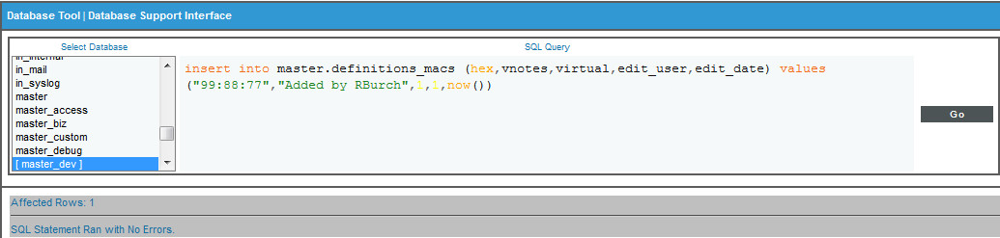 Database Tool | Database Support Interface
Select Database
SQL Query
in_internal
in_mail
in_syslog
master
master_access
master_biz
master_custom
master_debug
[ master_dev ]
insert into master.definitions_macs (hex,vnotes,virtual,edit_user,edit_date) values
("99:88:77","Added by RBurch",1,1,now())
Go
Affected Rows: 1
SQL Statement Ran with No Errors.